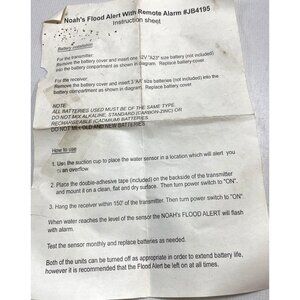 Noah's Flood Alert With Remote Alarm #JB4195
Instruction sheet
Battery Installation:
For the transmitter:
Remove the battery cover and insert one 12V "A23" size battery (not included)
into the battery compartment as shown in diagram. Replace battery cover
For the receiver:
Remove the battery cover and insert 3 "AA" size batteries (not included) into
the battery compartment as shown in diagram. Replace battery cover.
NOTE:
ALL BATTERIES USED MUST BE OF THE SAME TYPE.
DO NOT MIX ALKALINE, STANDARD (CARBON-ZINC) OR
RECHARGEABLE (CADMIUM) BATTERIES.
DO NOT MIX OLD AND NEW BATTERIES
How to use
1. Use the suction cup to place the water sensor in a location which will alert you
is an overflow.
2. Place the double-adhesive tape (included) on the backside of the transmitter
and mount it on a clean, flat and dry surface. Then turn power switch to "ON".
3. Hang the receiver within 150' of the transmitter. Then turn power switch to "ON".
When water reaches the level of the sensor the NOAH's FLOOD ALERT will flash
with alarm.
Teat the sensor monthly and replace batteries as needed.
Both of the units can be turned off as appropriate in order to extend battery life,
however it is recommended that the Flood Alert be left on at all times.